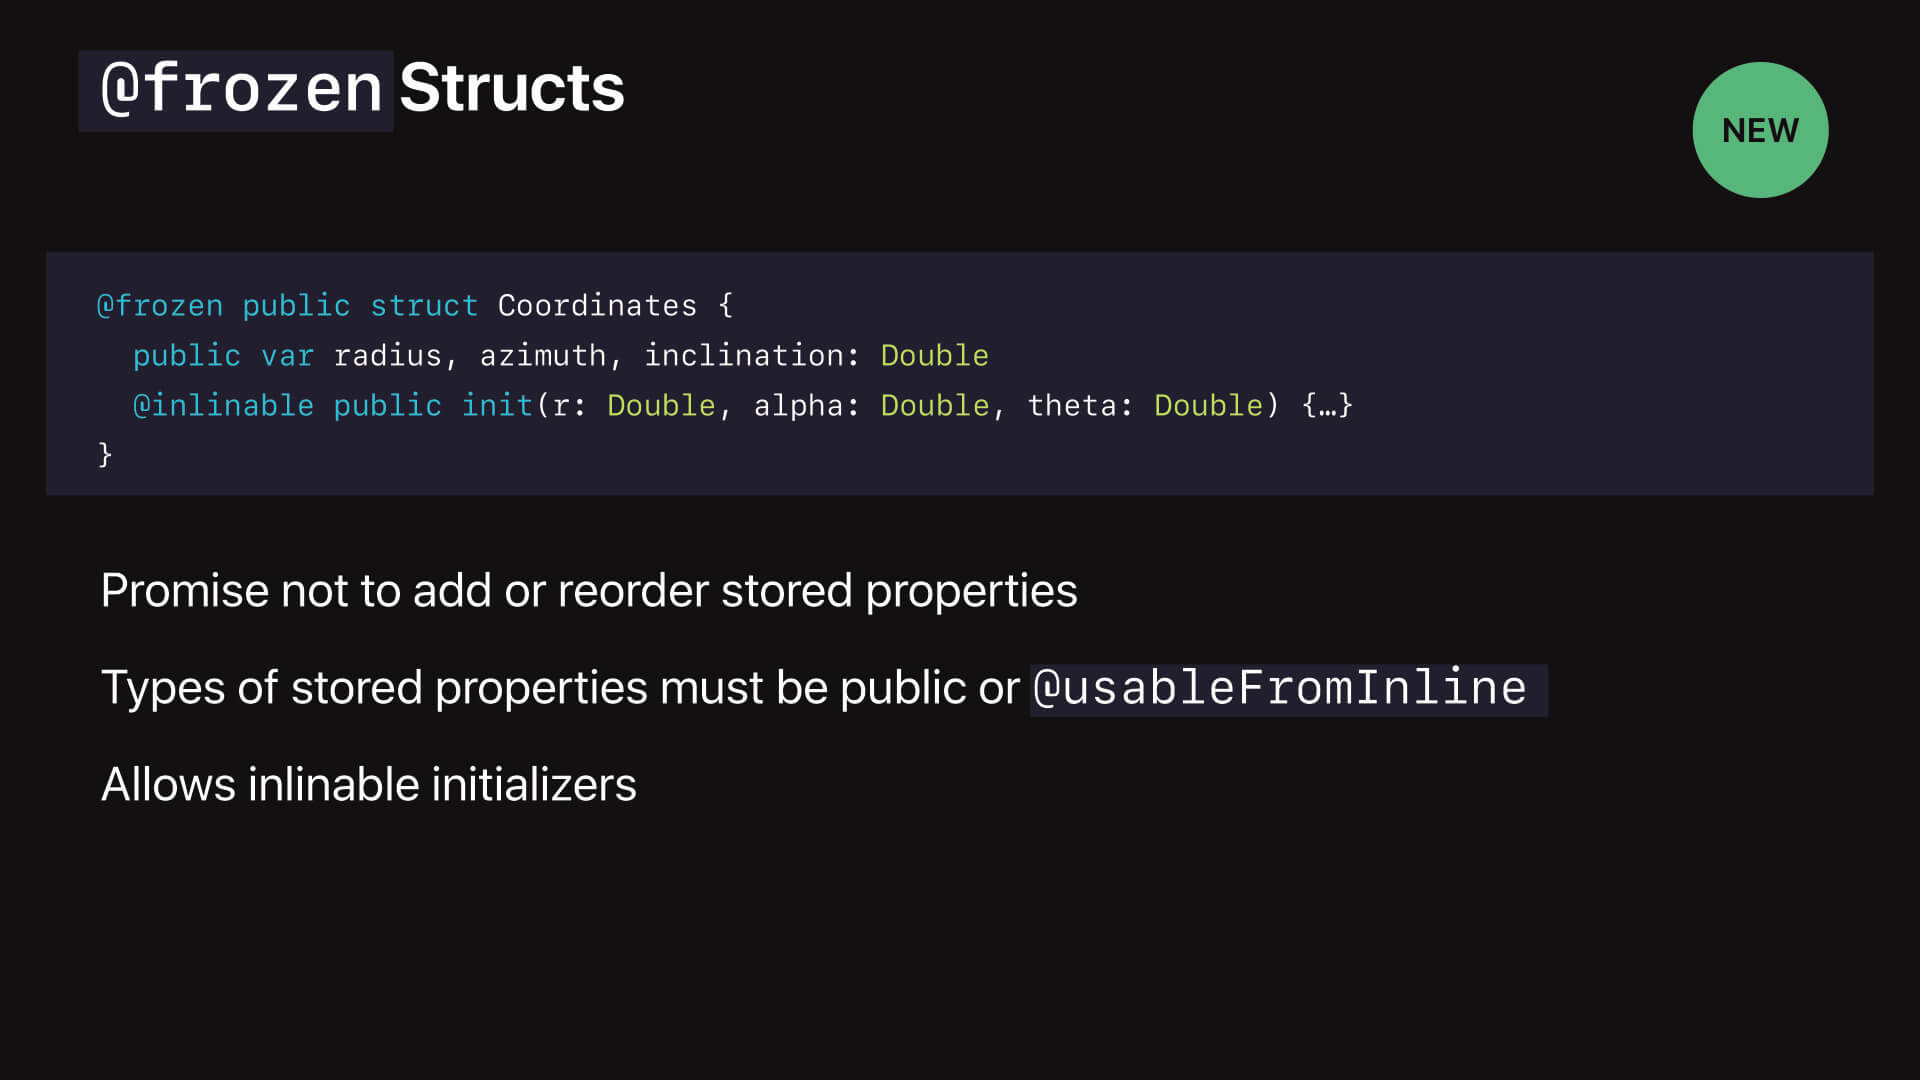 @frozen Structs
NEW
@frozen public struct Coordinates {
  public var radius, azimuth, inclination: Double
  @inlinable public init(r: Double, alpha: Double, theta: Double) {…}
}
Promise not to add or reorder stored properties
Types of stored properties must be public or @usableFromInline
Allows inlinable initializers